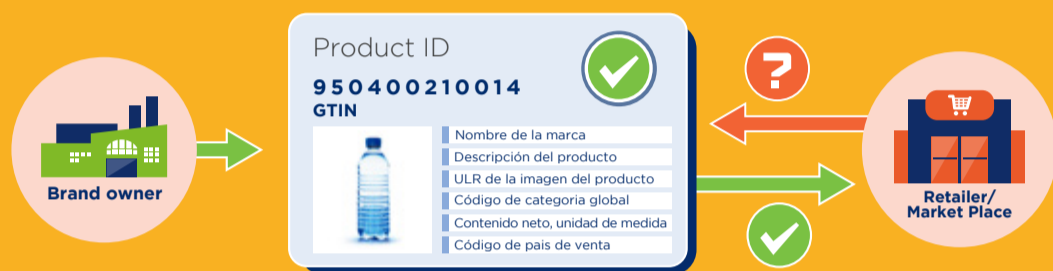 Product ID
950400210014
GTIN
Nombre de la marca
Descripción del producto
ULR de la imagen del producto
Código de categoria global
Contenido neto, unidad de medida
Código de pais de venta
Brand owner
?
Retailer/
Market Place